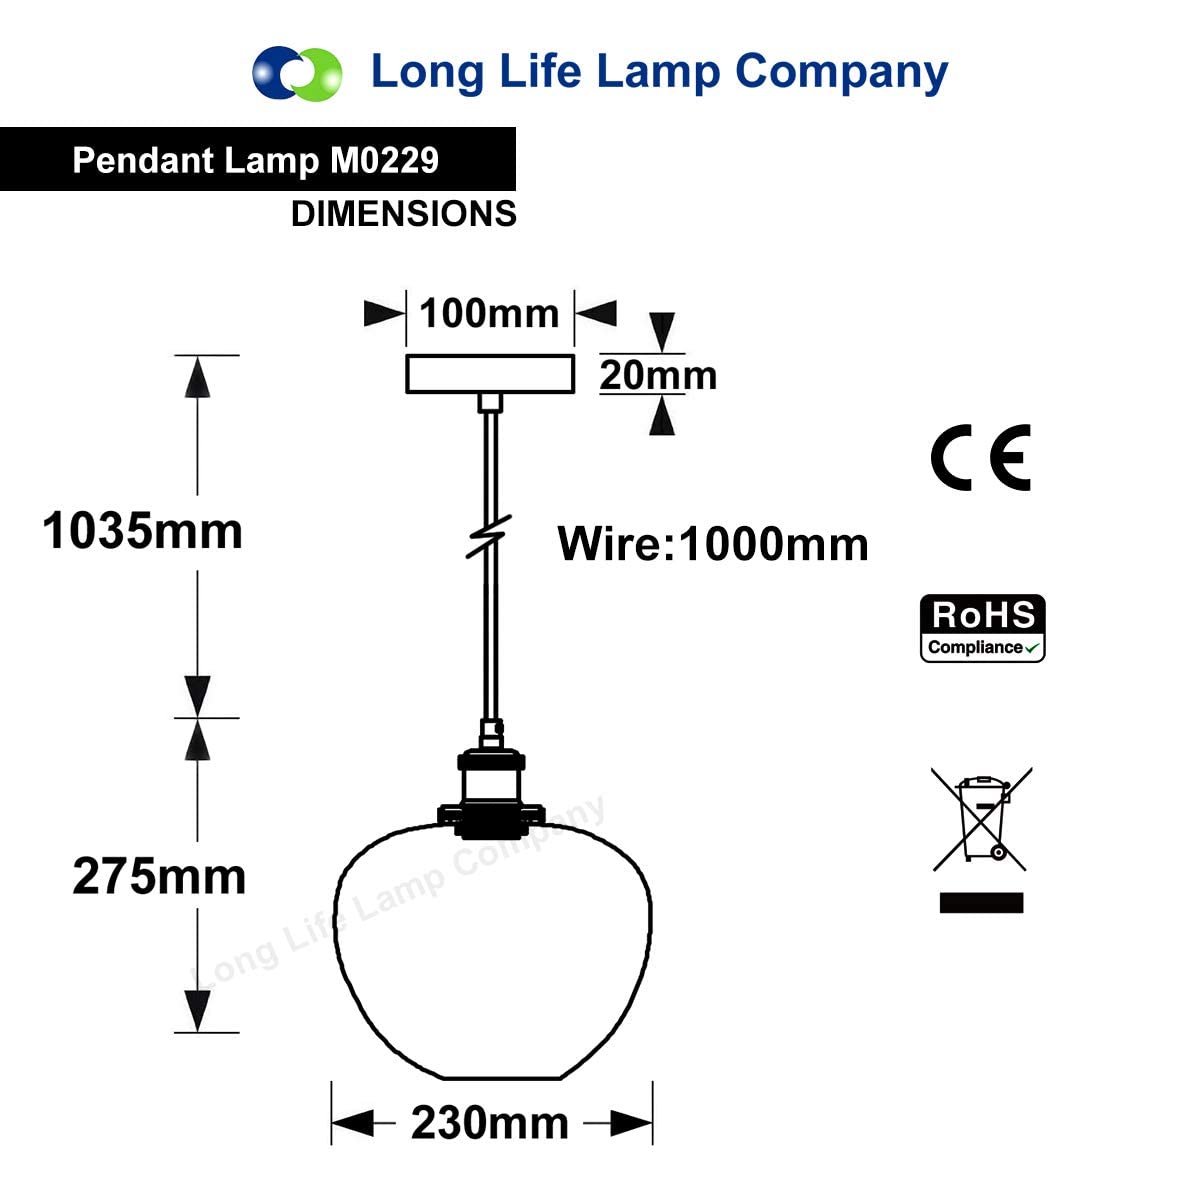 Long Life Lamp Company
Pendant Lamp M0229
DIMENSIONS
100mm
20mm
1035mm
Wire:1000mm
CE
RoHS
Compliance
275mm
Long Life Lamp Company
230mm